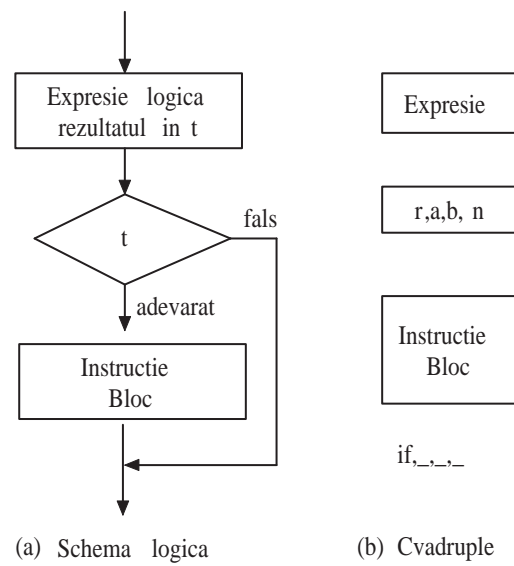 Expresie logica
rezultatul in t
t
fals
adevarat
Instructie
Bloc
(a) Schema logica
Expresie
r,a,b, n
Instructie
Bloc
if,_,_,_
(b) Cvadruple